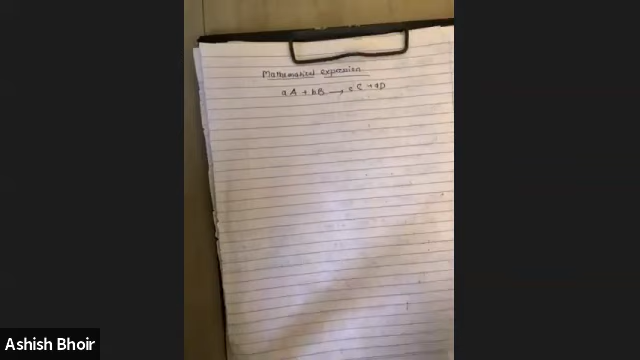 Mathematical expression
aA + bB → cC + dD
Ashish Bhoir